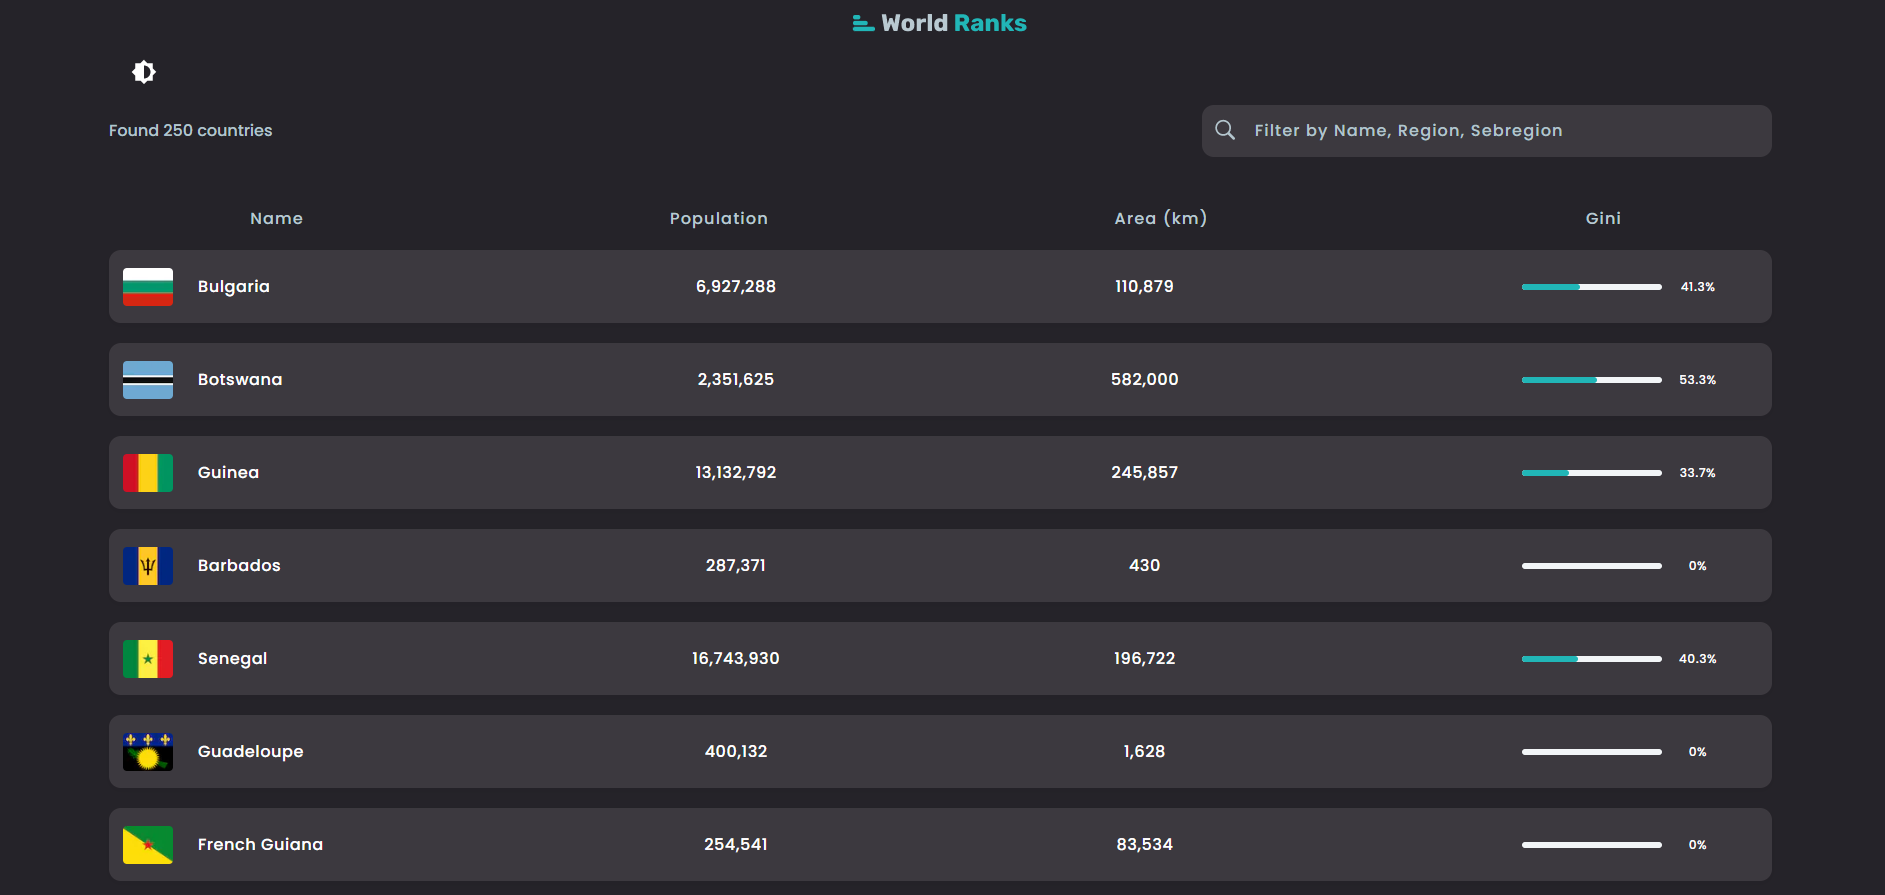 World Ranks
Found 250 countries
Filter by Name, Region, Sebregion
Name Population Area (km) Gini
Bulgaria 6,927,288 110,879 41.3%
Botswana 2,351,625 582,000 53.3%
Guinea 13,132,792 245,857 33.7%
Barbados 287,371 430 0%
Senegal 16,743,930 196,722 40.3%
Guadeloupe 400,132 1,628 0%
French Guiana 254,541 83,534 0%